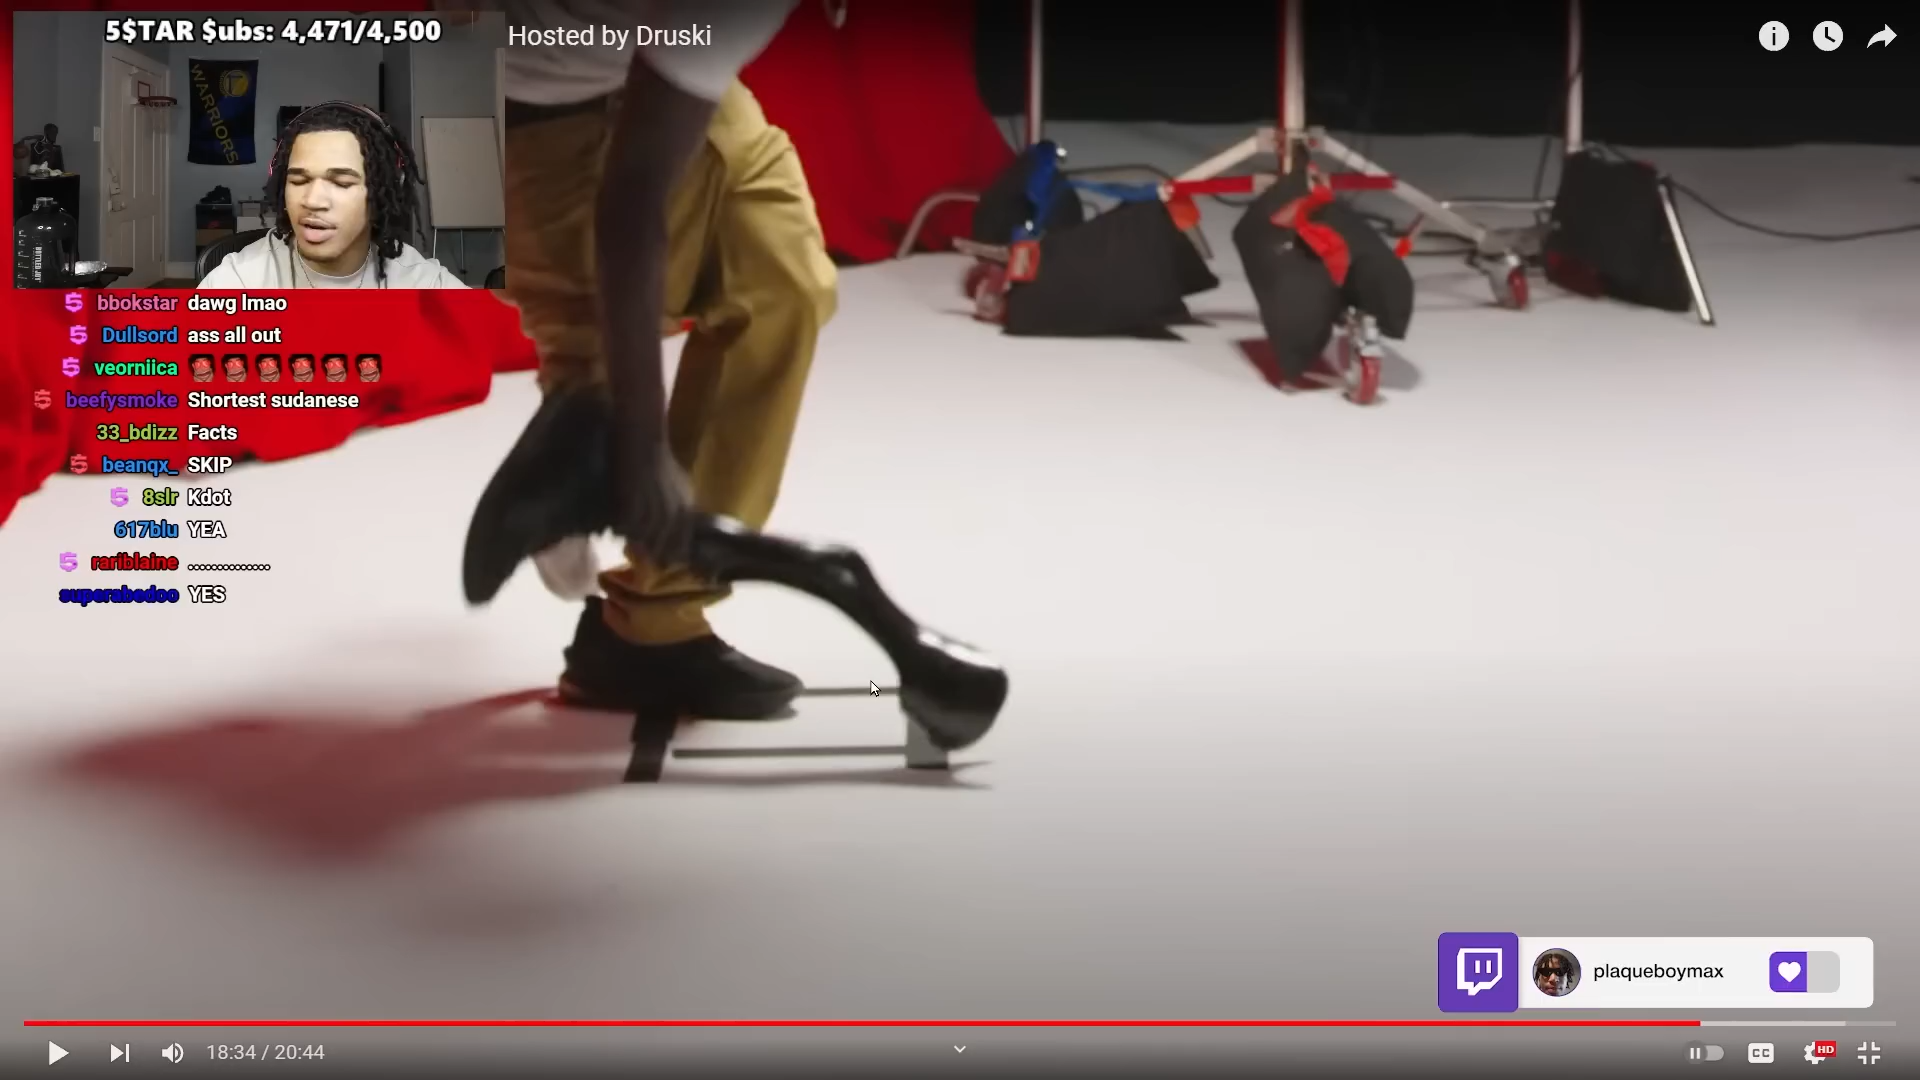 5$TAR $ubs: 4,471/4,500
Hosted by Druski
WARRIORS
bbokstar dawg lmao
Dullsord ass all out
veorniica
beefysmoke Shortest sudanese
33_bdizz Facts
beanqx_ SKIP
8slr Kdot
617blu YEA
rariblaine ..............
superabedoo YES
plaqueboymax
18:34 / 20:44
CC
HD